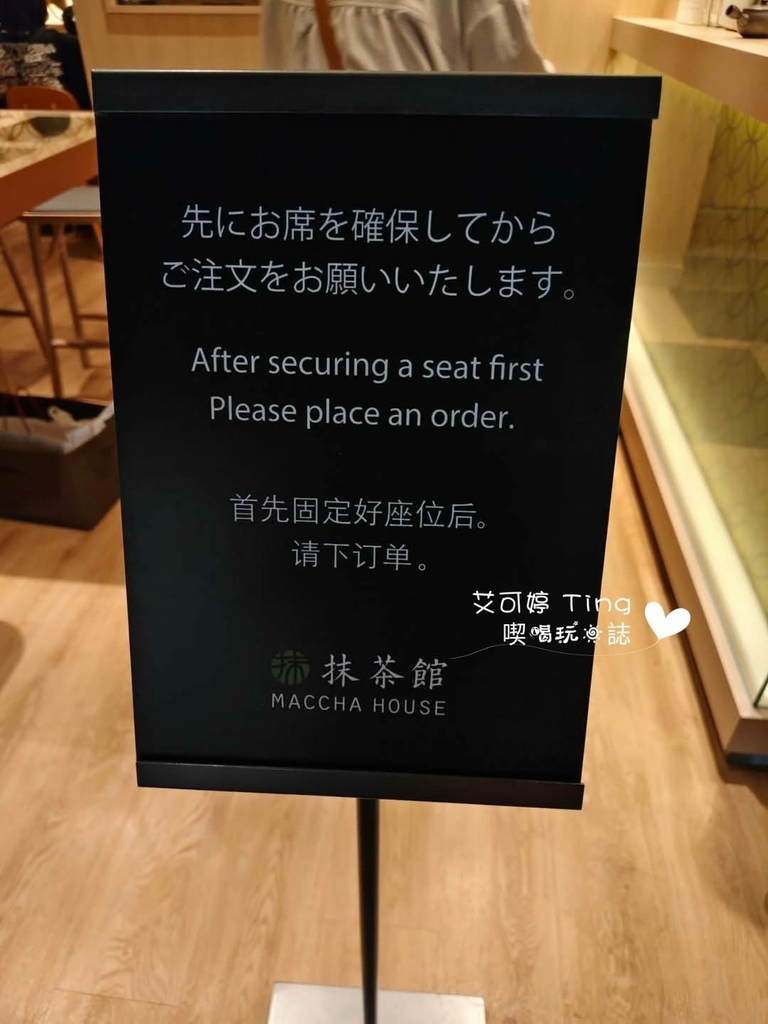 先にお席を確保してから
ご注文をお願いいたします。
After securing a seat first
Please place an order.
首先固定好座位后。
请下订单。
艾可婷 Ting
喫喝玩樂誌
抹 抹茶館
MACCHA HOUSE